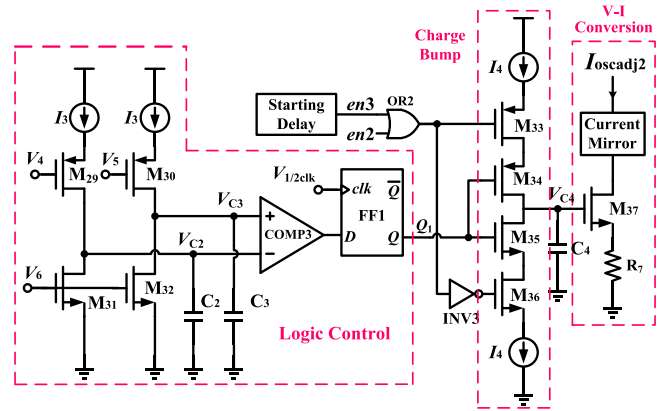 V-I
Conversion
Charge
Bump
Ioscadj2
I4
I3
I3
Starting
Delay
en3
OR2
en2
M33
Current
Mirror
V4
V5
M29
M30
V1/2clk
clk
Q
M34
FF1
VC3
VC4
M37
COMP3
D
Q
Q1
M35
VC2
C4
R7
V6
M31
M32
C2
C3
INV3
M36
Logic Control
I4